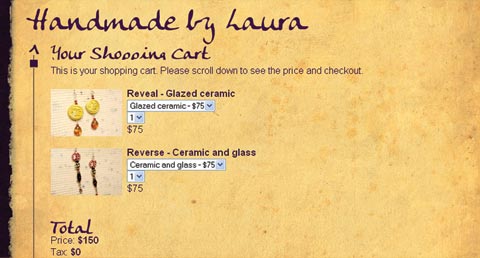 Handmade by Laura
Your Shopping Cart
This is your shopping cart. Please scroll down to see the price and checkout.
Reveal - Glazed ceramic
Glazed ceramic - $75
1
$75
Reverse - Ceramic and glass
Ceramic and glass - $75
1
$75
Total
Price: $150
Tax: $0